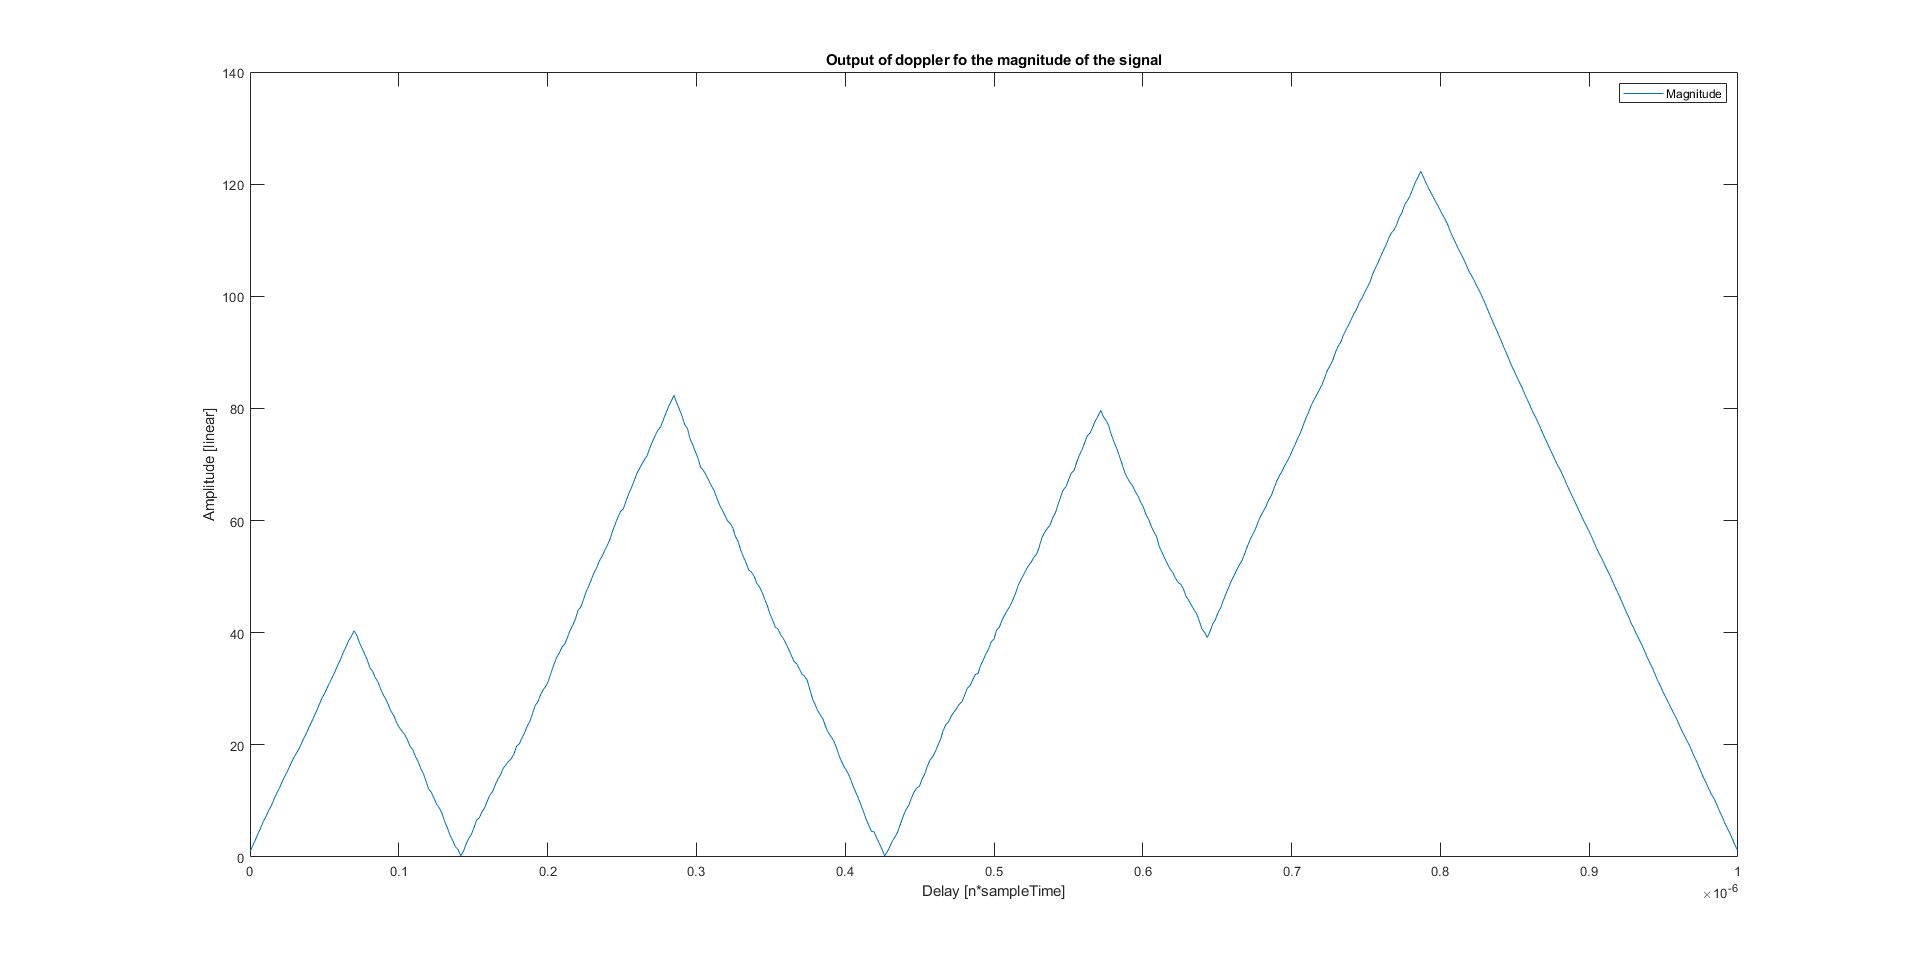 Output of doppler fo the magnitude of the signal
Magnitude
Amplitude [linear]
140
120
100
80
60
40
20
0
0 0.1 0.2 0.3 0.4 0.5 0.6 0.7 0.8 0.9 1
Delay [n*sampleTime]
×10-6